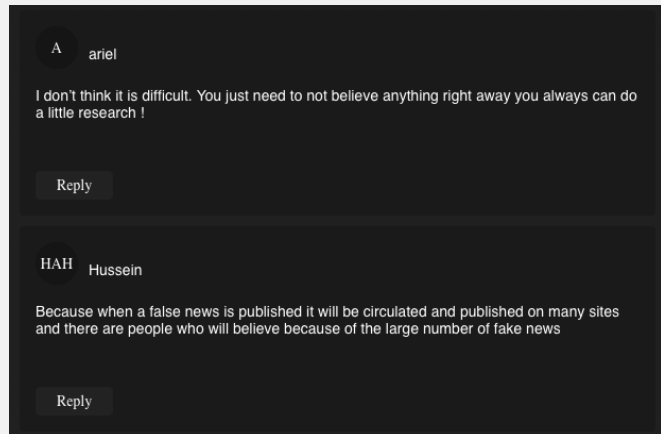 A
ariel
I don't think it is difficult. You just need to not believe anything right away you always can do
a little research !
Reply
HAH
Hussein
Because when a false news is published it will be circulated and published on many sites
and there are people who will believe because of the large number of fake news
Reply